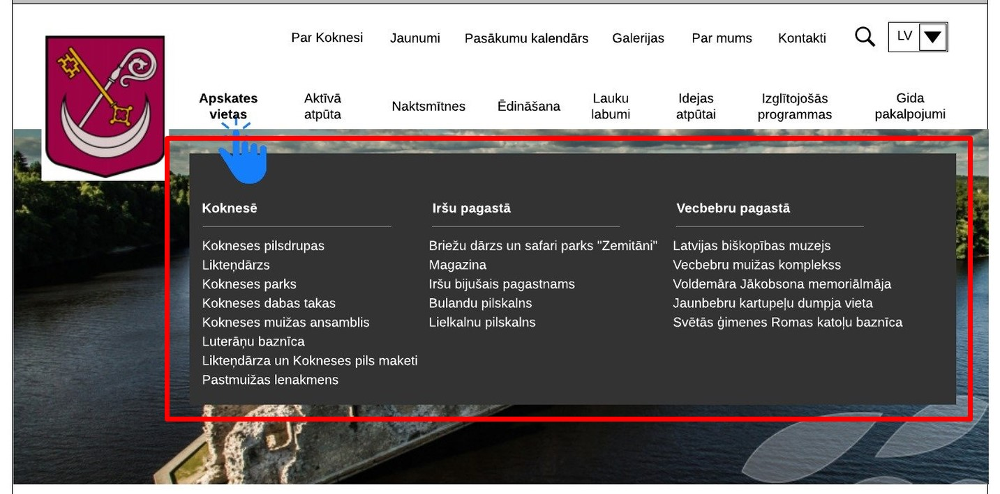 Par Koknesi Jaunumi Pasākumu kalendārs Galerijas Par mums Kontakti LV
Apskates vietas
Aktīvā atpūta
Naktsmītnes
Ēdināšana
Lauku labumi
Idejas atpūtai
Izglītojošās programmas
Gida pakalpojumi
Koknesē
Kokneses pilsdrupas
Likteņdārzs
Kokneses parks
Kokneses dabas takas
Kokneses muižas ansamblis
Luterāņu baznīca
Likteņdārza un Kokneses pils maketi
Pastmuižas lenakmens
Iršu pagastā
Briežu dārzs un safari parks "Zemitāni"
Magazina
Iršu bijušais pagastnams
Bulandu pilskalns
Lielkalnu pilskalns
Vecbebru pagastā
Latvijas biškopības muzejs
Vecbebru muižas komplekss
Voldemāra Jākobsona memoriālmāja
Jaunbebru kartupeļu dumpja vieta
Svētās ģimenes Romas katoļu baznīca